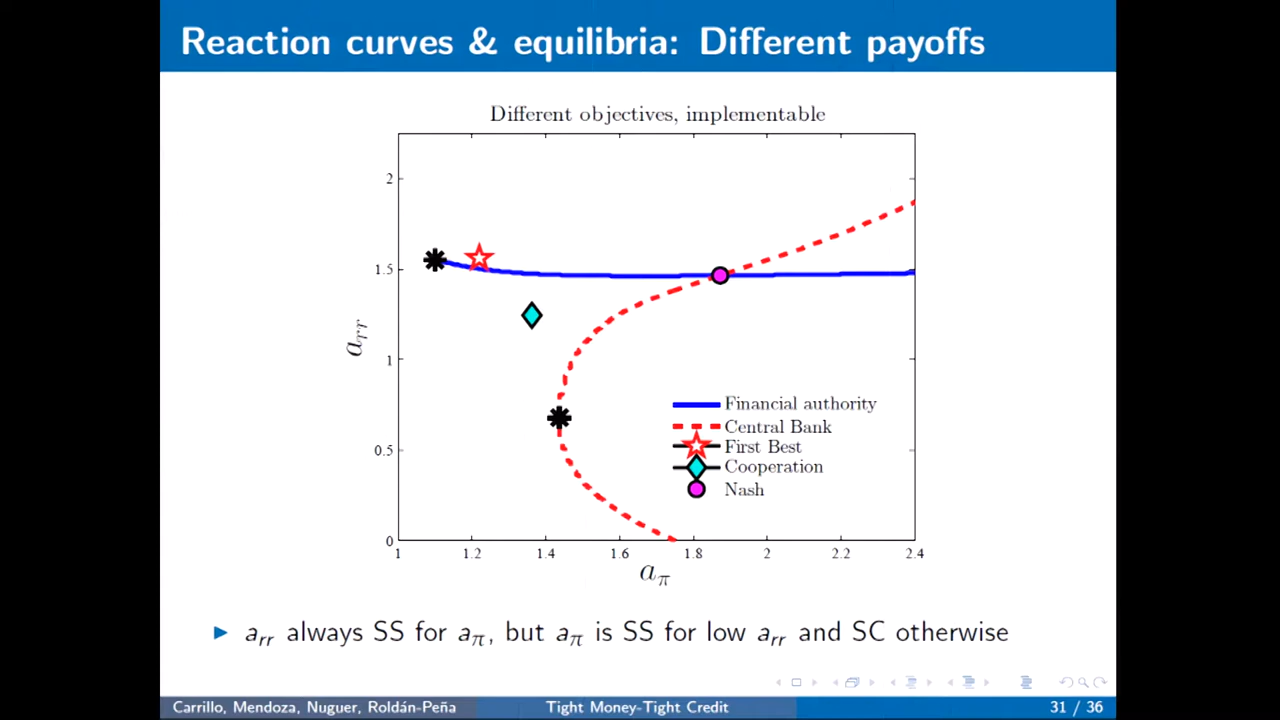 Reaction curves & equilibria: Different payoffs
Different objectives, implementable
2
1.5
1
0.5
0
a_rr
Financial authority
Central Bank
First Best
Cooperation
Nash
1 1.2 1.4 1.6 1.8 2 2.2 2.4
a_π
a_rr always SS for a_π, but a_π is SS for low a_rr and SC otherwise
Carrillo, Mendoza, Nuguer, Roldán-Peña Tight Money-Tight Credit 31 / 36